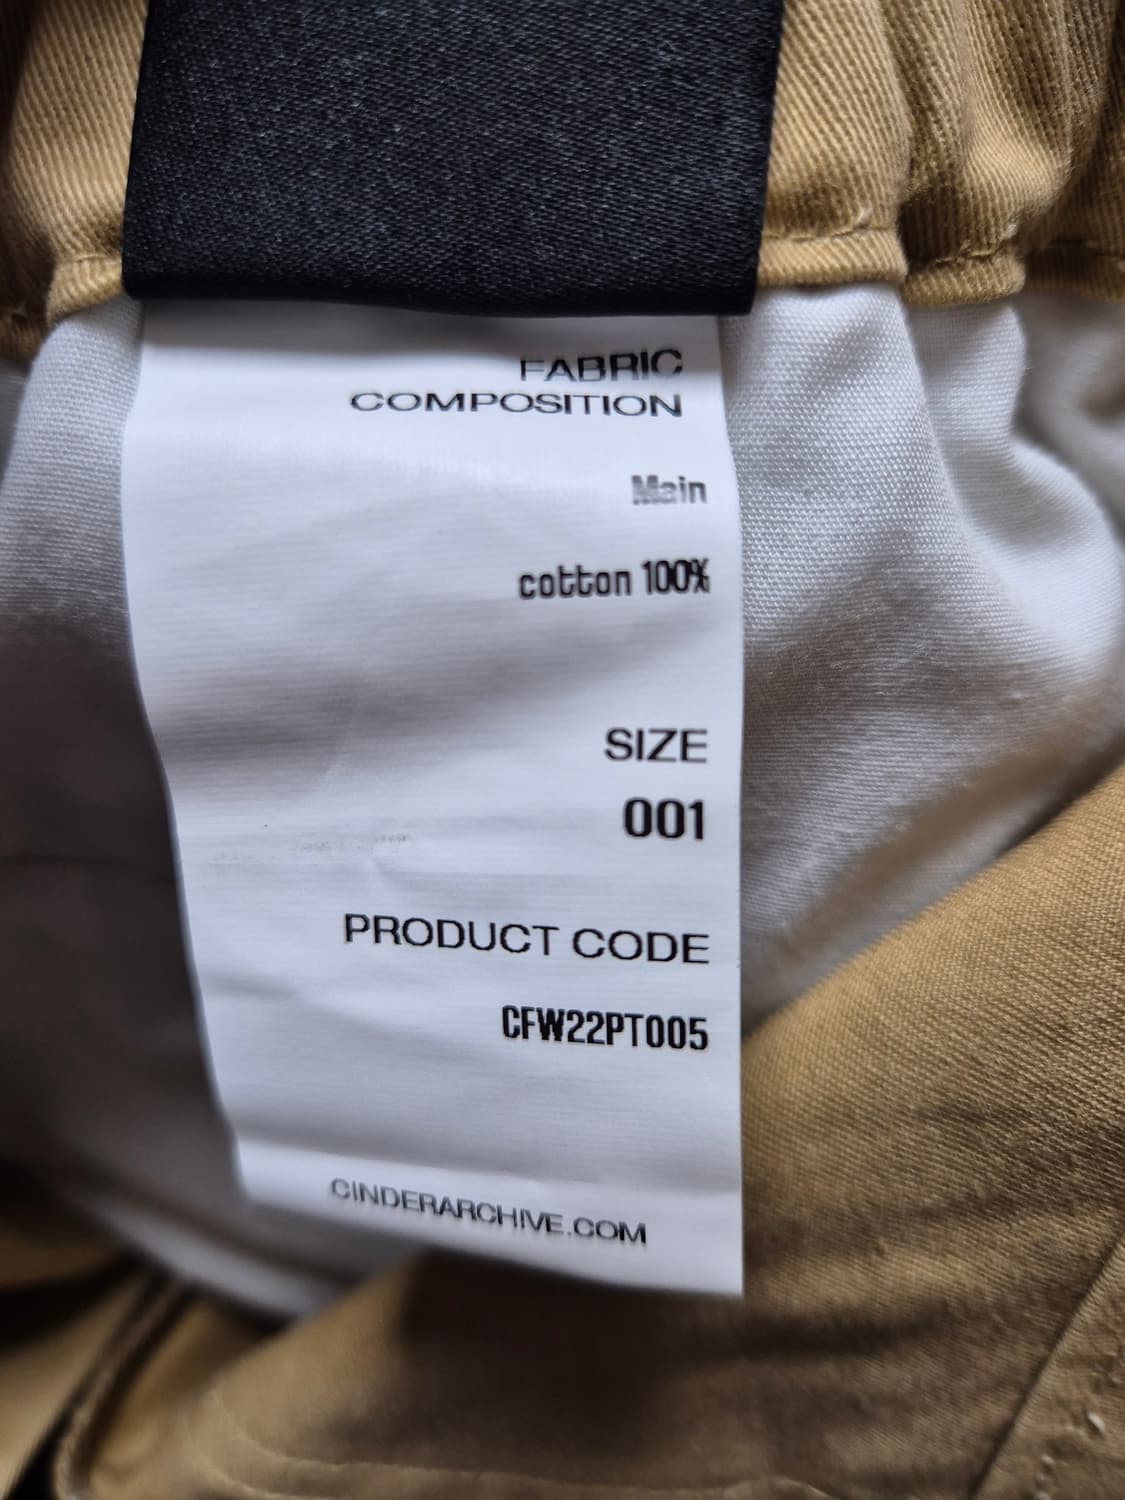 FABRIC
COMPOSITION
Main
cotton 100%
SIZE
001
PRODUCT CODE
CFW22PT005
CINDERARCHIVE.COM